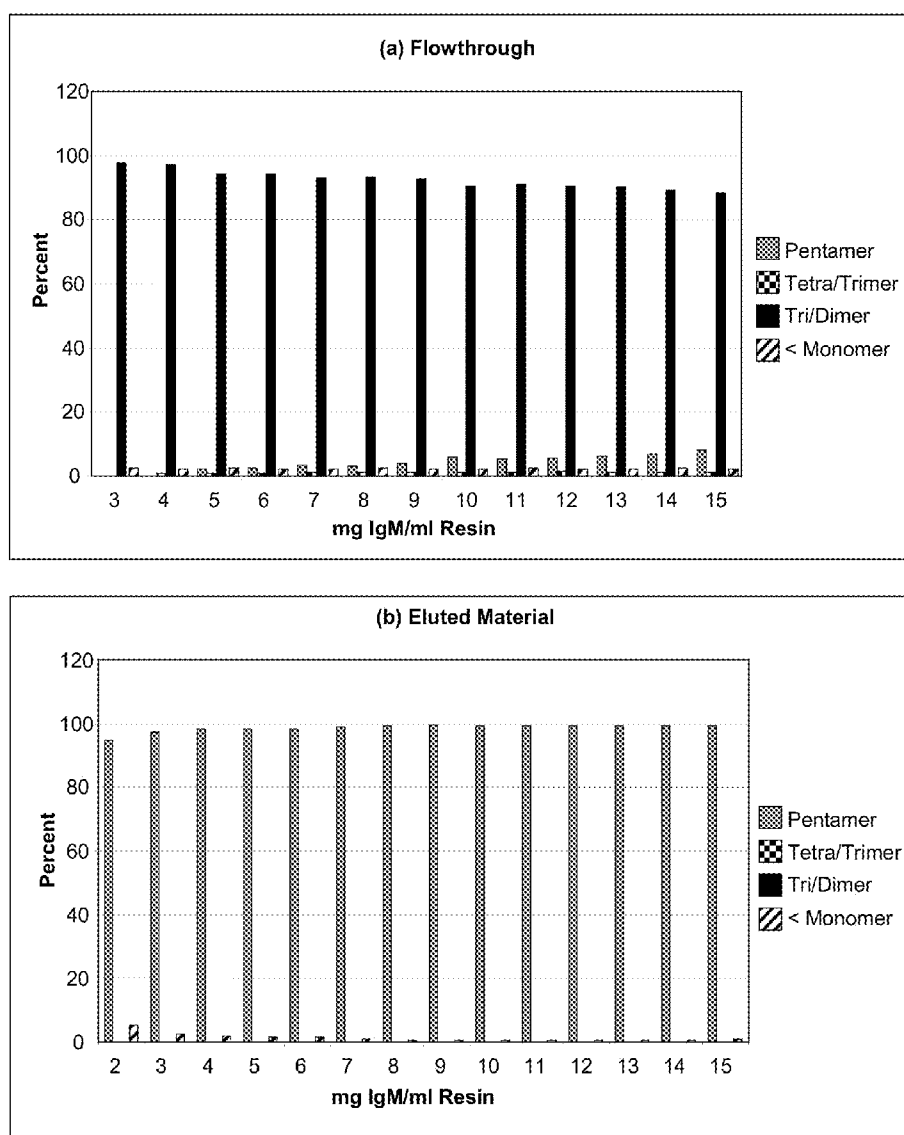 (a) Flowthrough
120
100
80
60
40
20
0
Percent
3 4 5 6 7 8 9 10 11 12 13 14 15
mg IgM/ml Resin
Pentamer
Tetra/Trimer
Tri/Dimer
< Monomer
(b) Eluted Material
120
100
80
60
40
20
0
Percent
2 3 4 5 6 7 8 9 10 11 12 13 14 15
mg IgM/ml Resin
Pentamer
Tetra/Trimer
Tri/Dimer
< Monomer